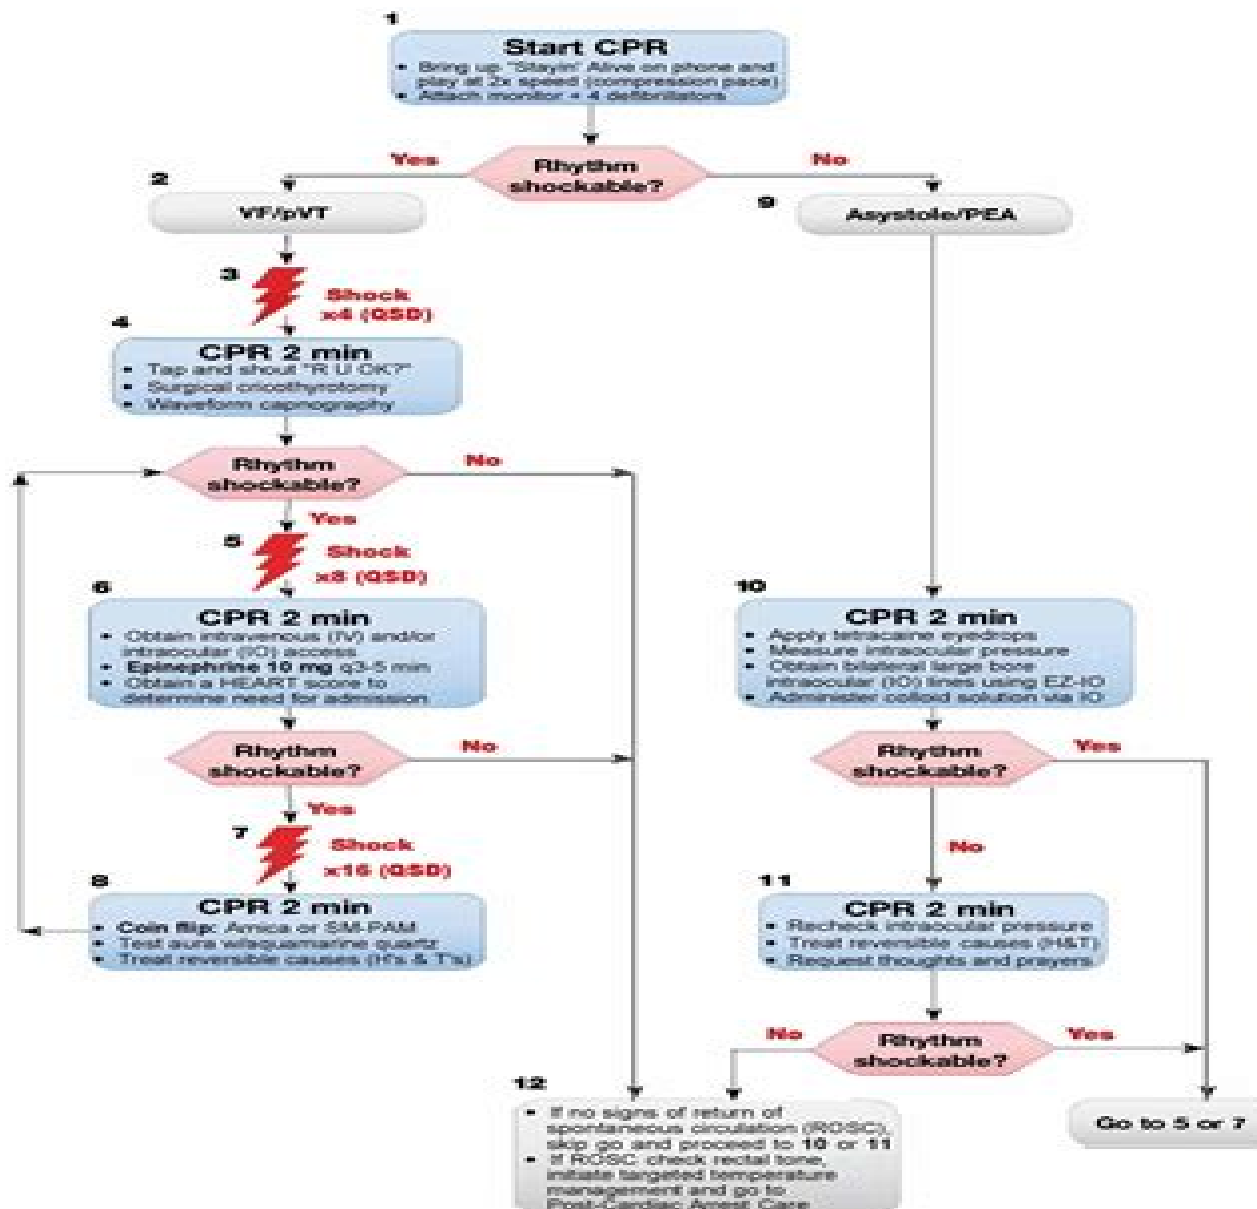 1
Start CPR
• Bring up "Stayin' Alive on phone and
play at 2x speed (compression pace)
• Attach monitor + 4 defibrillators
Yes
Rhythm
shockable?
No
2
VF/pVT
9
Asystole/PEA
3
Shock
x4 (QSD)
4
CPR 2 min
• Tap and shout "R U OK?"
• Surgical cricothyrotomy
• Waveform capnography
Rhythm
shockable?
No
Yes
5
Shock
x8 (QSD)
6
CPR 2 min
• Obtain intravenous (IV) and/or
intraocular (IO) access
• Epinephrine 10 mg q3-5 min
• Obtain a HEART score to
determine need for admission
Rhythm
shockable?
No
Yes
7
Shock
x16 (QSD)
8
CPR 2 min
• Coin flip: Arnica or SM-PAM
• Test aura w/aquamarine quartz
• Treat reversible causes (H's & T's)
10
CPR 2 min
• Apply tetracaine eyedrops
• Measure intraocular pressure
• Obtain bilateral large bore
intraocular (IO) lines using EZ-IO
• Administer colloid solution via IO
Rhythm
shockable?
Yes
No
11
CPR 2 min
• Recheck intraocular pressure
• Treat reversible causes (H&T)
• Request thoughts and prayers
No
Rhythm
shockable?
Yes
12
• If no signs of return of
spontaneous circulation (ROSC),
skip go and proceed to 10 or 11
• If ROSC check rectal tone,
initiate targeted temperature
management and go to
Post-Cardiac Arrest Care
Go to 5 or 7